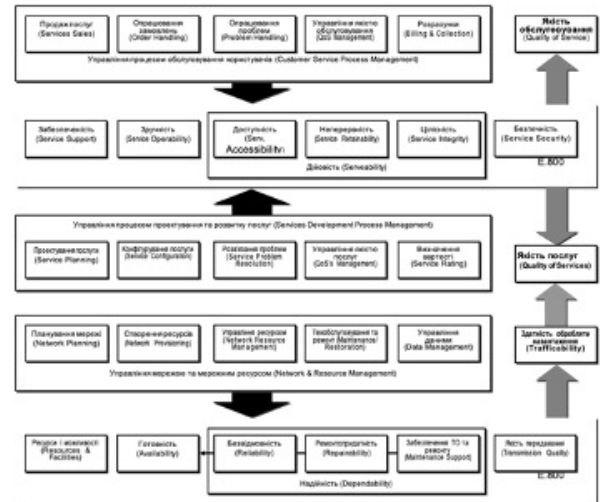 Продаж послуг
(Services Sales)
Опрацювання
замовлень
(Order Handling)
Опрацювання
проблеми
(Problem Handling)
Управління якістю
обслуговування
(QoS Management)
Розрахунки
(Billing & Collection)
Управління процесом обслуговування користувачів (Customer Service Process Management)
Якість
обслуговування
(Quality of Service)
Забезпеченість
(Service Support)
Зручність
(Service Operability)
Доступність
(Serv.
Accessibility)
Неперервність
(Service Retainability)
Цілісність
(Service Integrity)
Безпечність
(Service Security)
Дієвість (Serveability)
E.800
Управління процесом проектування та розвитку послуг (Services Development Process Management)
Проектування послуги
(Service Planning)
Конфігурування послуги
(Service Configuration)
Розв'язання проблеми
(Service Problem
Resolution)
Управління якістю
послуг
(QoS's Management)
Визначення
вартості
(Service Rating)
Якість послуг
(Quality of Services)
Планування мережі
(Network Planning)
Створення ресурсів
(Network Provisioning)
Управління ресурсом
(Network Resource
Management)
Техобслуговування та
ремонт (Maintenance/
Restoration)
Управління
даними
(Data Management)
Управління мережею та мережним ресурсом (Network & Resource Management)
Здатність обробляти
(Trafficability)
Ресурси і можливості
(Resources &
Facilities)
Готовність
(Availability)
Безвідмовність
(Reliability)
Ремонтопридатність
(Repairability)
Забезпечення ТО та
ремонту
(Maintenance Support)
Якість передавання
(Transmission Quality)
Надійність (Dependability)
E.800